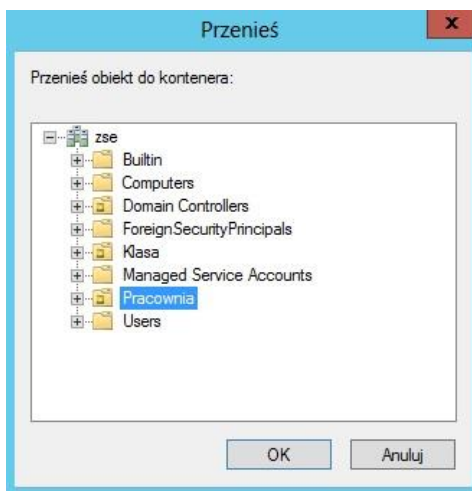 Przenieś
x
Przenieś obiekt do kontenera:
zse
Builtin
Computers
Domain Controllers
ForeignSecurityPrincipals
Klasa
Managed Service Accounts
Pracownia
Users
OK Anuluj